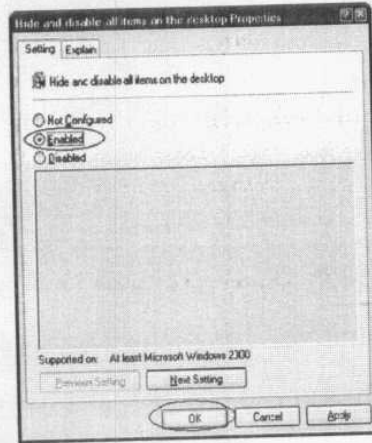 Hide and disable all items on the desktop Properties
Setting Explain
Hide and disable all items on the desktop
Not Configured
Enabled
Disabled
Supported on: At least Microsoft Windows 2000
Previous Setting Next Setting
OK Cancel Apply